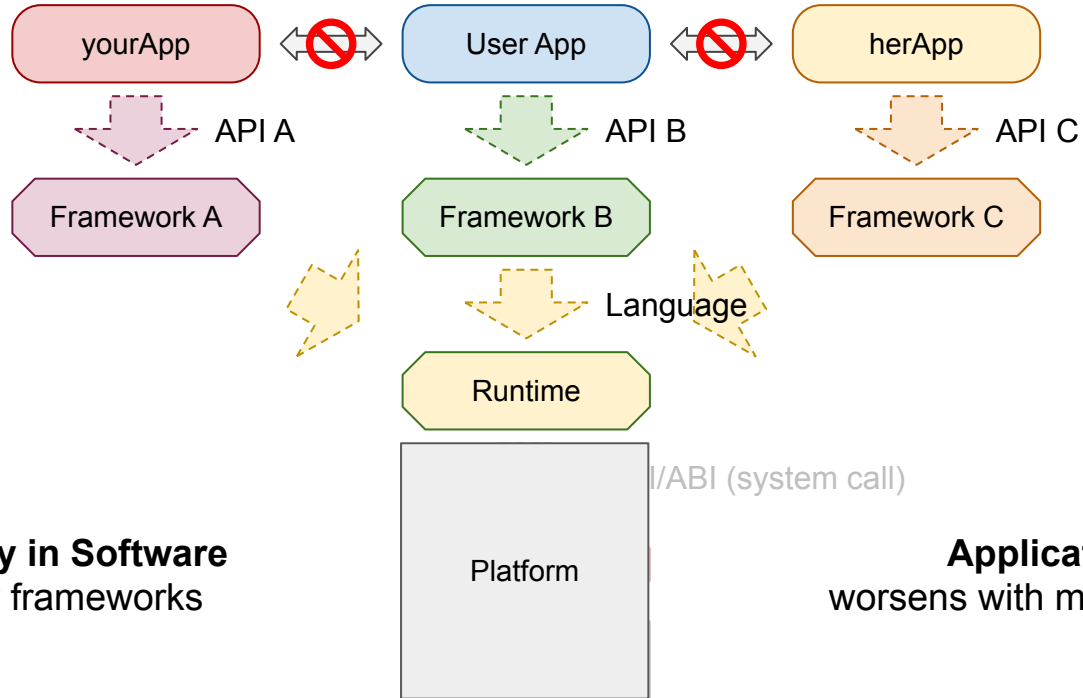 yourApp
User App
herApp
API A
API B
API C
Framework A
Framework B
Framework C
Language
Runtime
I/ABI (system call)
Platform
y in Software
frameworks
Applicat
worsens with m